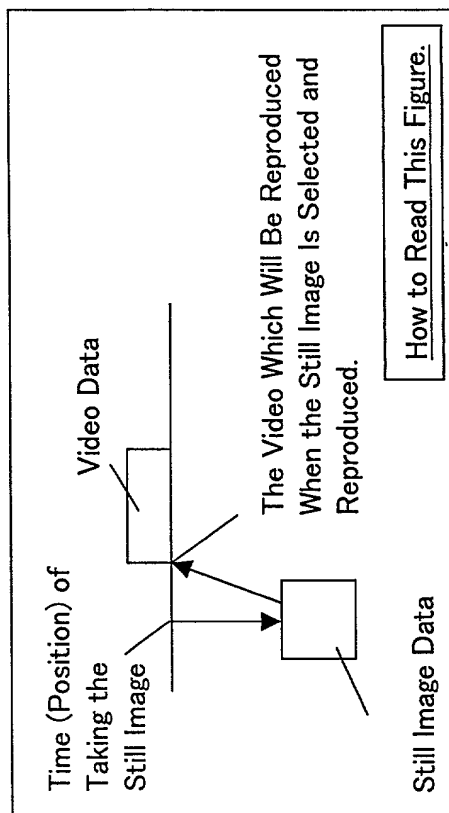 Time (Position) of
Taking the
Still Image
Video Data
The Video Which Will Be Reproduced
When the Still Image Is Selected and
Reproduced.
Still Image Data
How to Read This Figure.